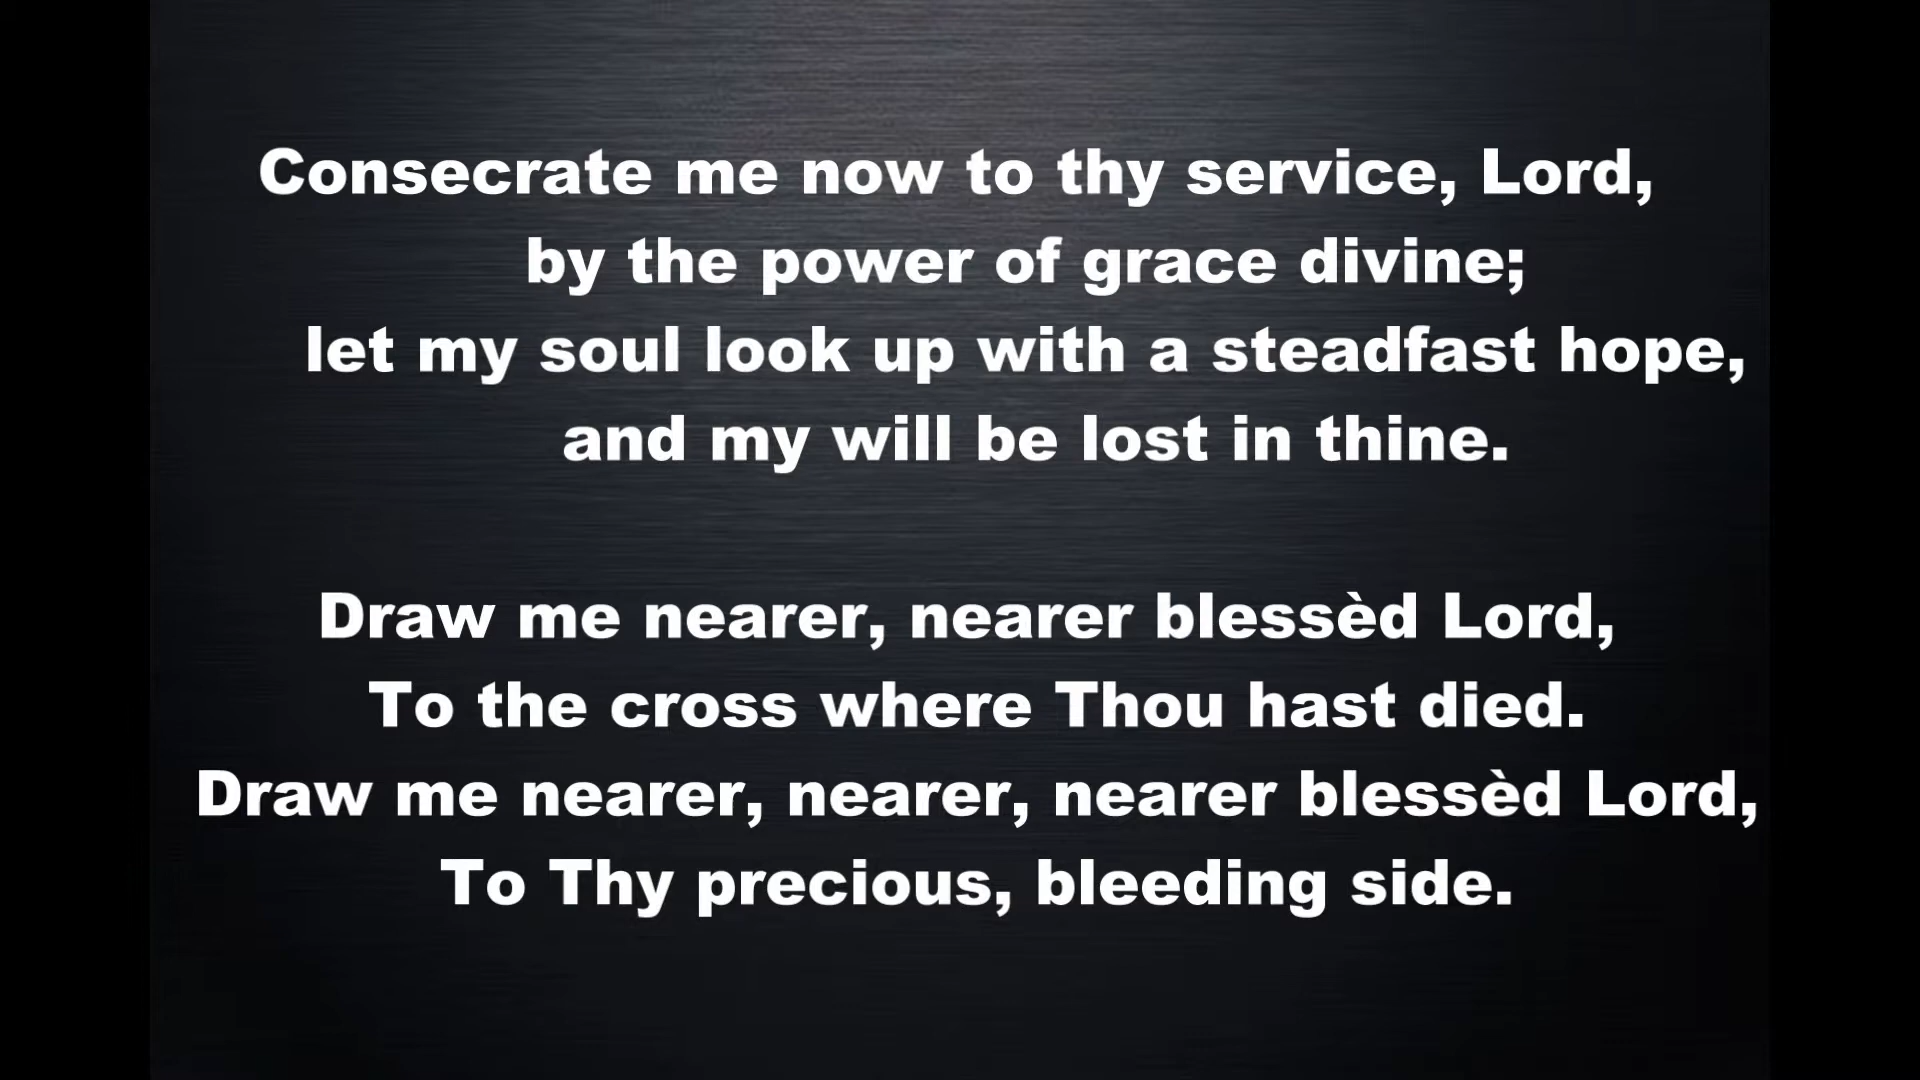 Consecrate me now to thy service, Lord,
by the power of grace divine;
let my soul look up with a steadfast hope,
and my will be lost in thine.
Draw me nearer, nearer blessèd Lord,
To the cross where Thou hast died.
Draw me nearer, nearer, nearer blessèd Lord,
To Thy precious, bleeding side.